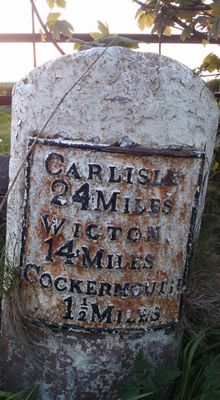 CARLISLE
24 MILES
WIGTON
14 MILES
COCKERMOUTH
1½ MILES